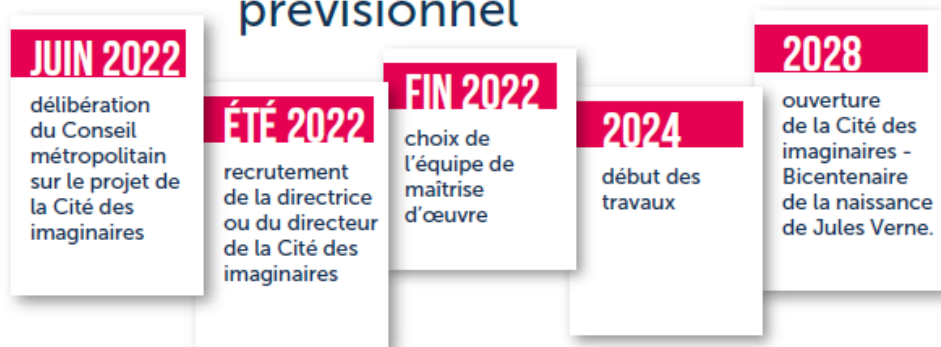 prévisionnel
JUIN 2022
délibération
du Conseil
métropolitain
sur le projet de
la Cité des
imaginaires
ÉTÉ 2022
recrutement
de la directrice
ou du directeur
de la Cité des
imaginaires
FIN 2022
choix de
l’équipe de
maîtrise
d’œuvre
2024
début des
travaux
2028
ouverture
de la Cité des
imaginaires -
Bicentenaire
de la naissance
de Jules Verne.